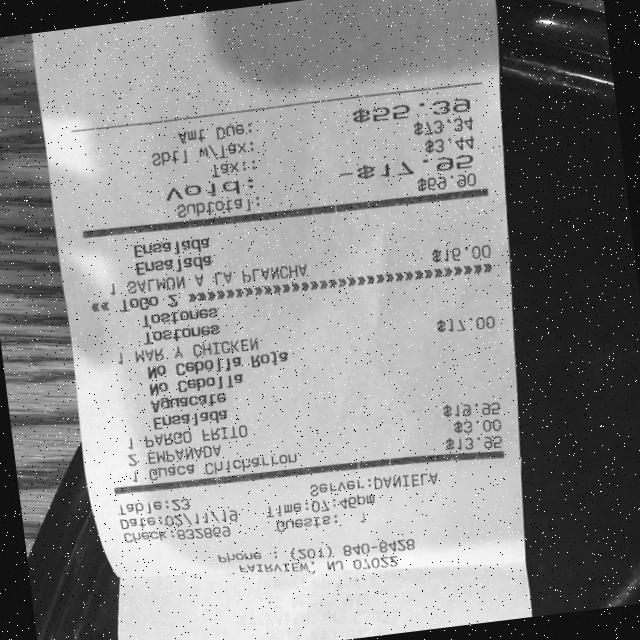 FAIRVIEW, NJ 07022
Phone : (201) 840-8428
Check:832869
Date:02/11/19 Guests: 1
Table:23 Time:07:46pm
Server:DANIELA
1 Guaca Chicharron $13.95
2 EMPANADA $3.00
1 PARGO FRITO $19.95
Ensalada
Aguacate
No Cebolla
No Cebolla Roja
1 MAR Y CHICKEN $17.00
Tostones
Tostones
<< ToGo 2 >>>>>>>>>>>>>>>>>>>>>>>>>>>>>>>>
1 SALMON A LA PLANCHA $16.00
Ensalada
Ensalada
Subtotal: $69.90
Void: -$17.95
Tax:: $3.44
Sbtl w/Tax: $73.34
Amt Due: $55.39